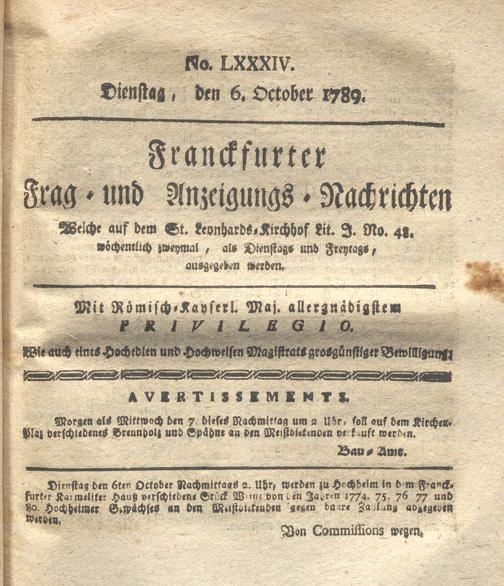 No. LXXXIV.
Dienstag, den 6. October 1789.
Franckfurter
Frag- und Anzeigungs-Nachrichten
Welche auf dem St. Leonhards-Kirchhof Lit. J. No. 48.
wöchentlich zweymal, als Dienstags und Freytags,
ausgegeben werden.
Mit Römisch-Kayserl. Maj. allergnädigstem
PRIVILEGIO.
Wie auch eines Hochedlen und Hochweisen Magistrats grosgünstiger Bewilligung:
AVERTISSEMENTS.
Morgen als Mittwoch den 7. dieses Nachmittag um 2 Uhr, soll auf dem Kirchen-
Plaz verschiedenes Brennholz und Spähne an den Meistbietenden verkauft werden.
Bau-Amt.
Dienstag den 6ten October Nachmittags 2. Uhr, werden zu Hochheim in dem Franck-
furter Karmeliter Hauß verschiedene Stück Weine von den Jahren 1774. 75. 76 77 und
80. Hochheimer Gewächses an den Meistbietenden gegen baare Zahlung abgegeben
werden.
Von Commissions wegen.